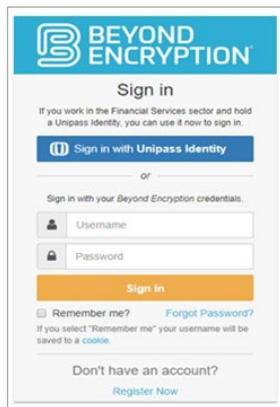 BEYOND
ENCRYPTION
Sign in
If you work in the Financial Services sector and hold
a Unipass Identity, you can use it now to sign in.
Sign in with Unipass Identity
or
Sign in with your Beyond Encryption credentials.
Username
Password
Sign in
Remember me? Forgot Password?
If you select "Remember me" your username will be
saved to a cookie.
Don't have an account?
Register Now